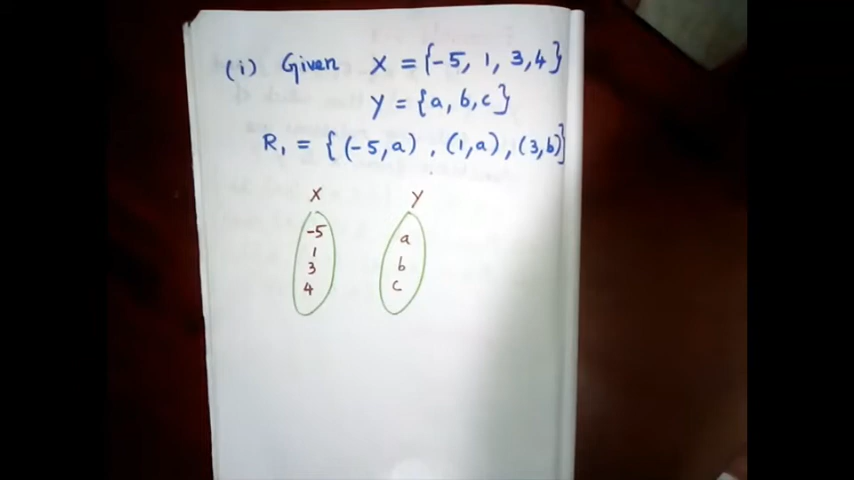 (i) Given X = {-5, 1, 3, 4}
Y = {a, b, c}
R₁ = {(-5, a), (1, a), (3, b)}
X Y
-5 a
1
3 b
4 c